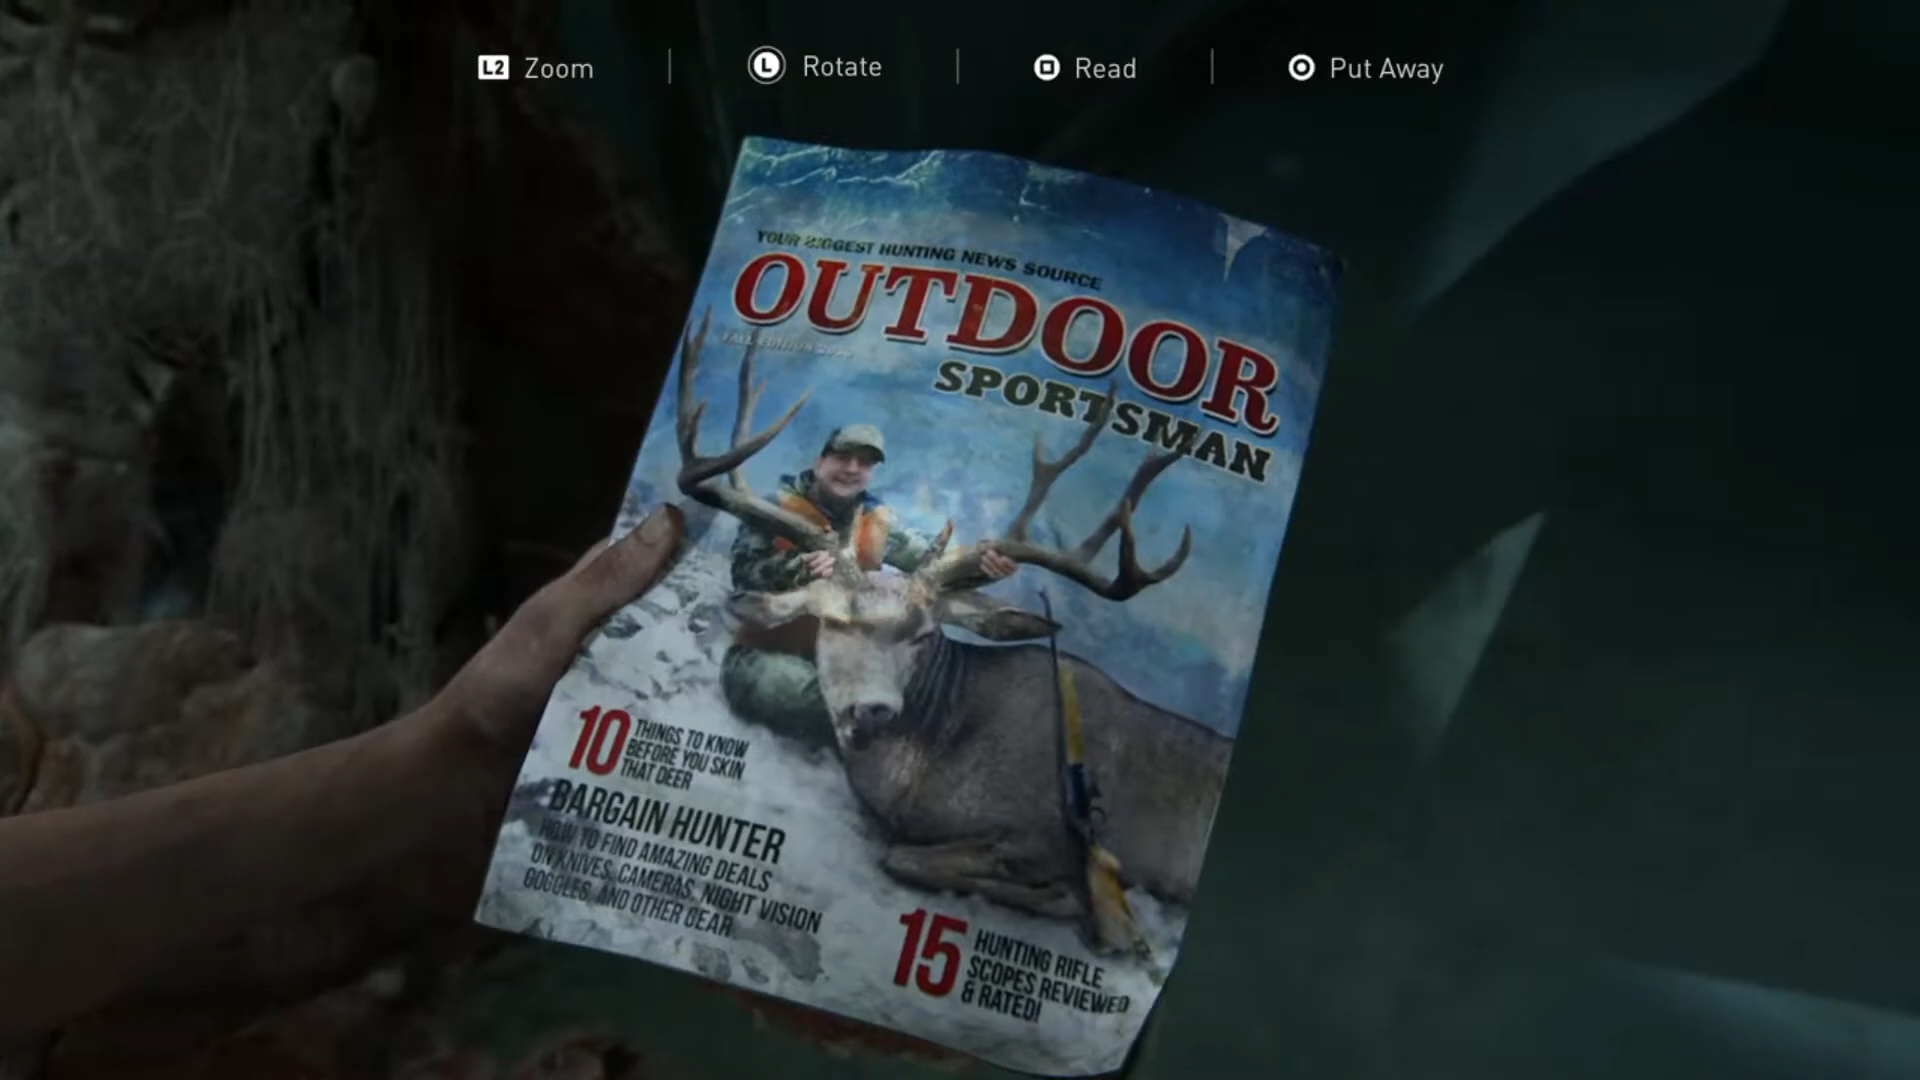 L2 Zoom
L Rotate
Read
Put Away
YOUR BIGGEST HUNTING NEWS SOURCE
OUTDOOR
FALL EDITION
SPORTSMAN
10 THINGS TO KNOW
BEFORE YOU SKIN
THAT DEER
BARGAIN HUNTER
HOW TO FIND AMAZING DEALS
ON KNIVES, CAMERAS, NIGHT VISION
GOGGLES, AND OTHER GEAR
15 HUNTING RIFLE
SCOPES REVIEWED
& RATED!